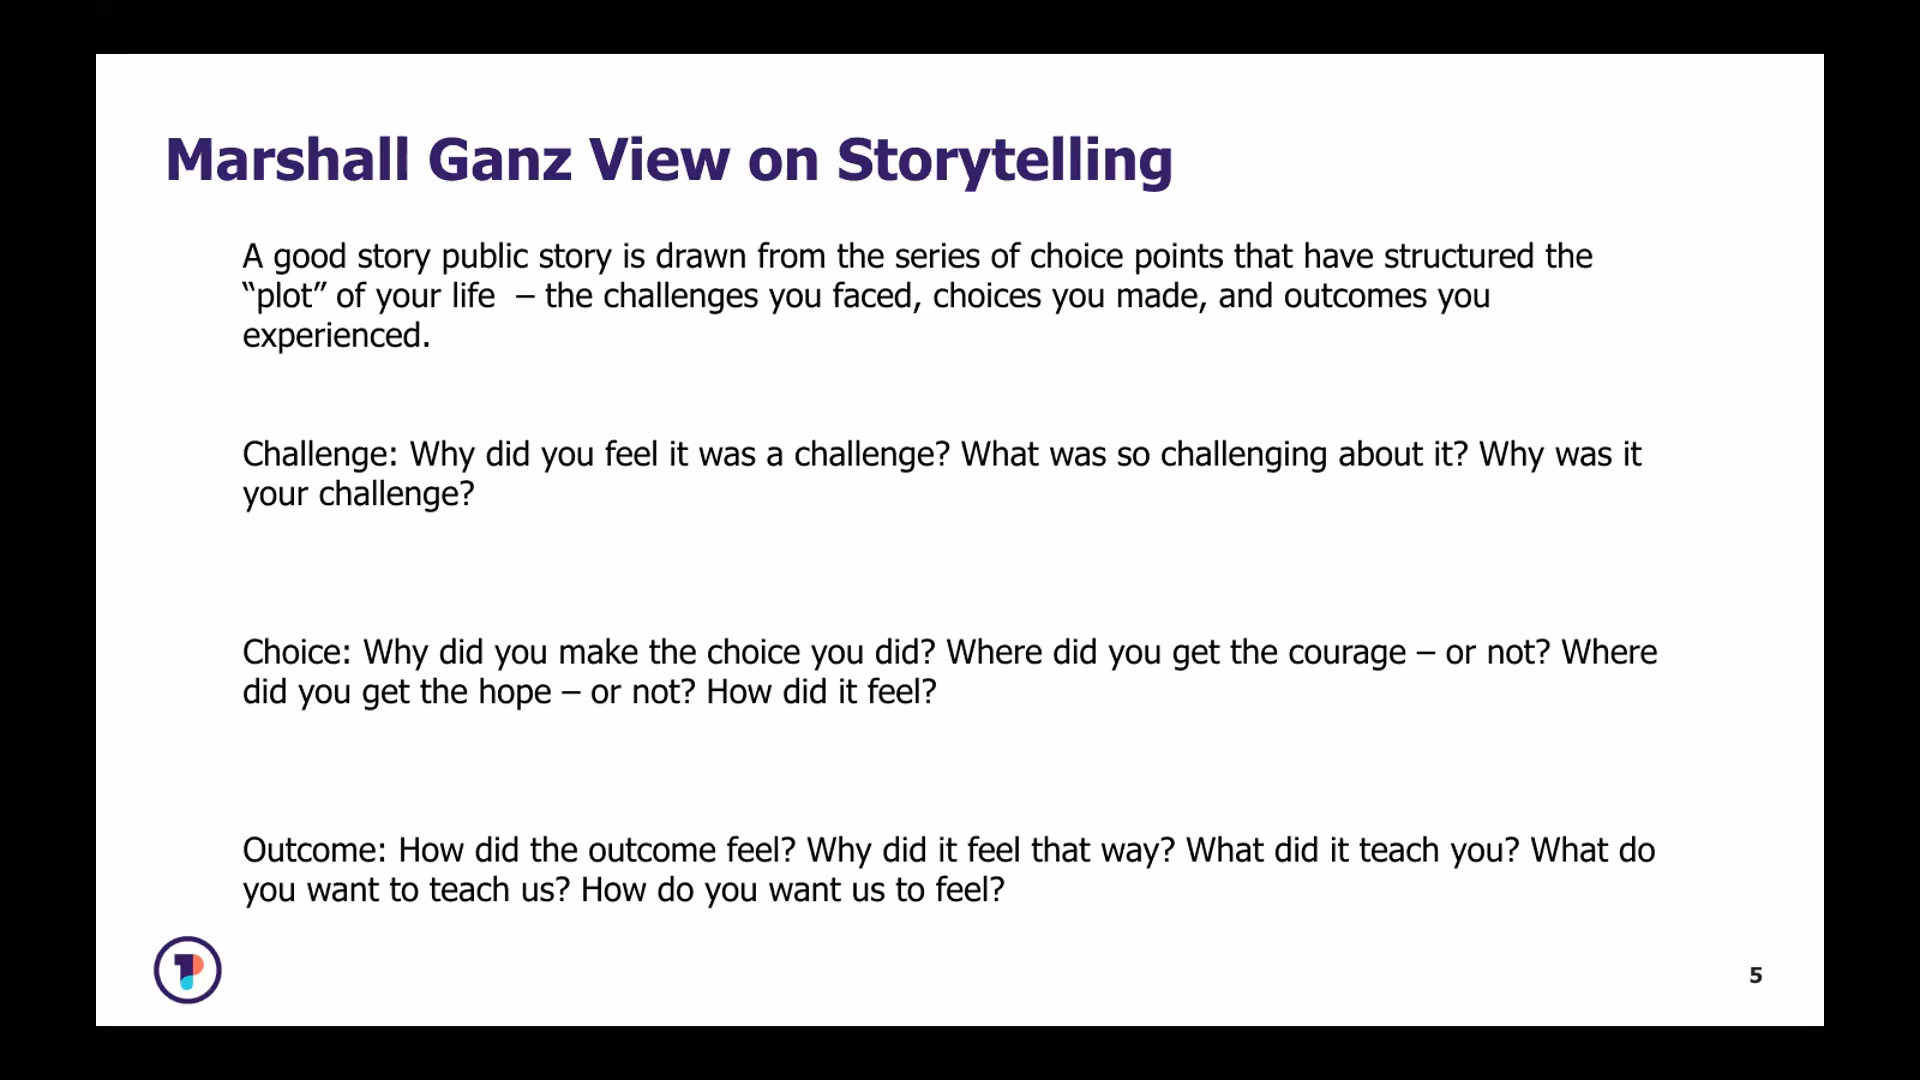 Marshall Ganz View on Storytelling
A good story public story is drawn from the series of choice points that have structured the
“plot” of your life  – the challenges you faced, choices you made, and outcomes you
experienced.
Challenge: Why did you feel it was a challenge? What was so challenging about it? Why was it
your challenge?
Choice: Why did you make the choice you did? Where did you get the courage – or not? Where
did you get the hope – or not? How did it feel?
Outcome: How did the outcome feel? Why did it feel that way? What did it teach you? What do
you want to teach us? How do you want us to feel?
5